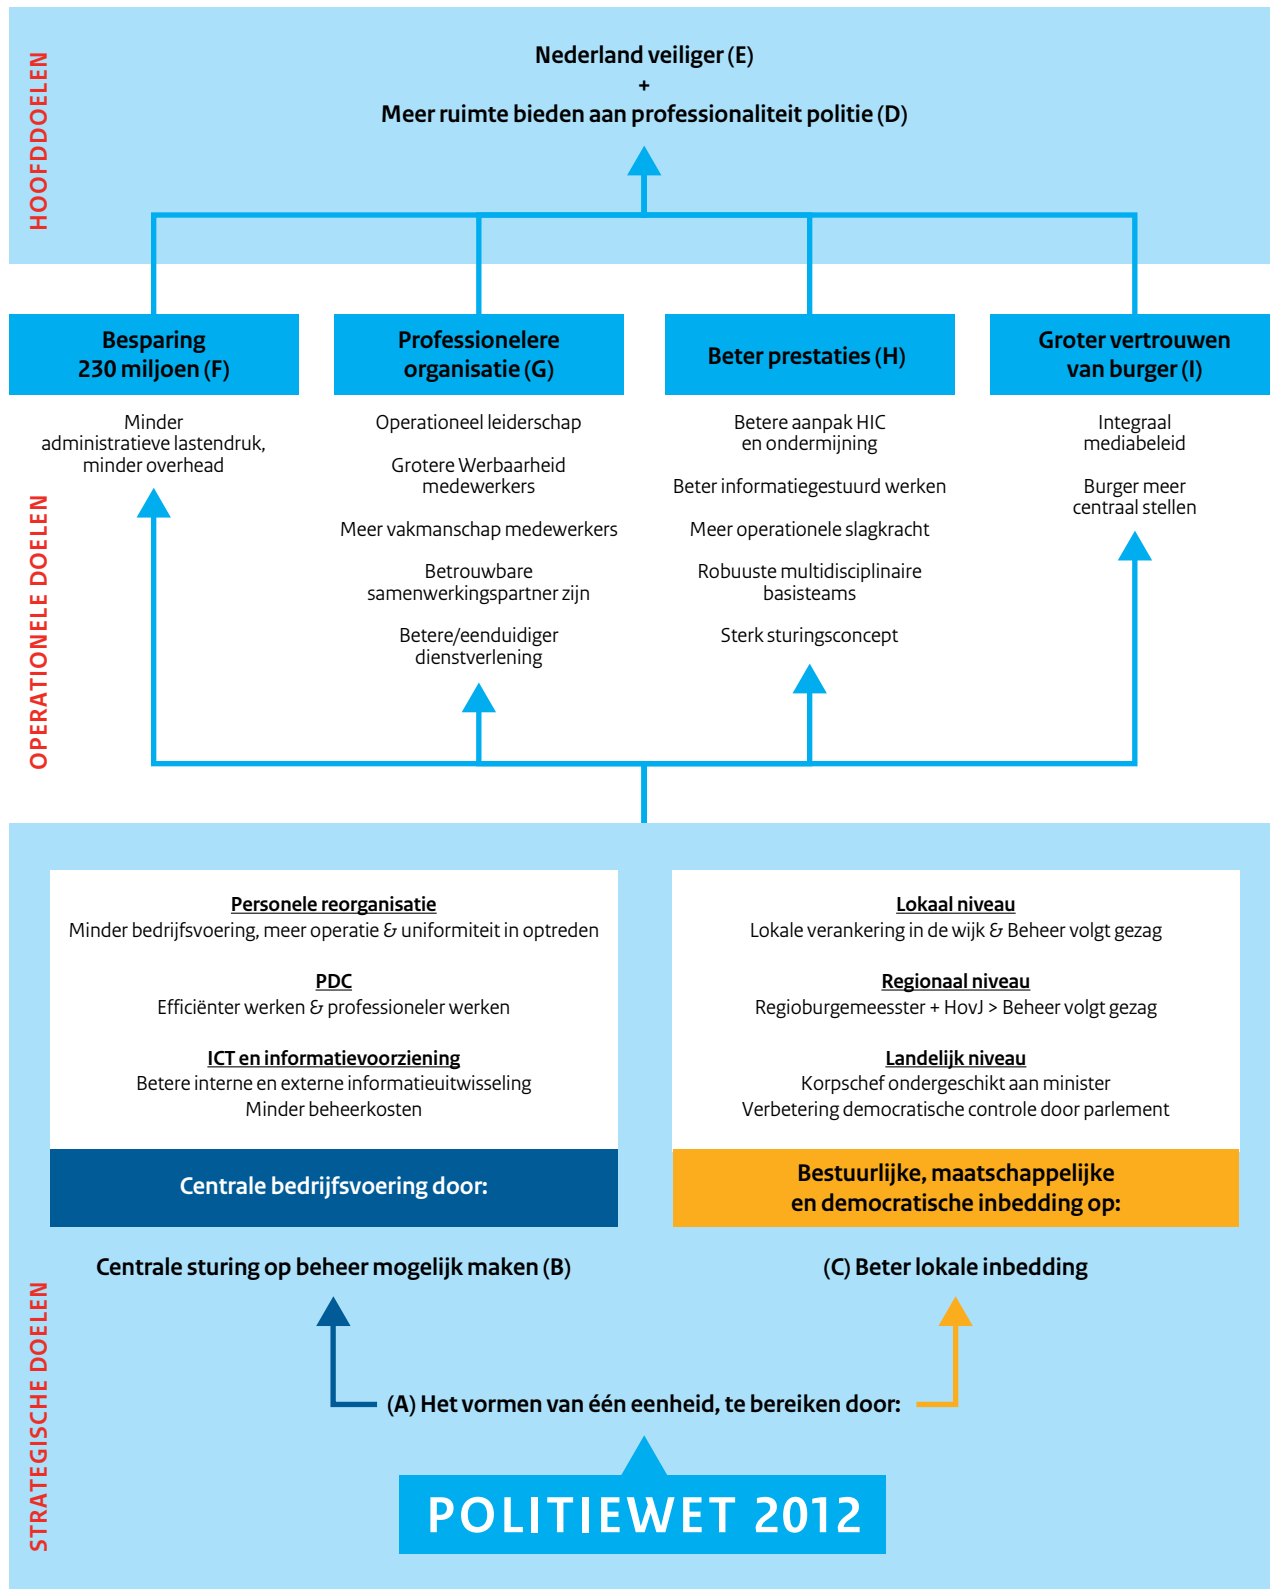 HOOFDDOELEN
Nederland veiliger (E)
+
Meer ruimte bieden aan professionaliteit politie (D)
OPERATIONELE DOELEN
Besparing
230 miljoen (F)
Minder
administratieve lastendruk,
minder overhead
Professionelere
organisatie (G)
Operationeel leiderschap
Grotere Werbaarheid
medewerkers
Meer vakmanschap medewerkers
Betrouwbare
samenwerkingspartner zijn
Betere/eenduidiger
dienstverlening
Beter prestaties (H)
Betere aanpak HIC
en ondermijning
Beter informatiegestuurd werken
Meer operationele slagkracht
Robuuste multidisciplinaire
basisteams
Sterk sturingsconcept
Groter vertrouwen
van burger (I)
Integraal
mediabeleid
Burger meer
centraal stellen
STRATEGISCHE DOELEN
Personele reorganisatie
Minder bedrijfsvoering, meer operatie & uniformiteit in optreden
PDC
Efficiënter werken & professioneler werken
ICT en informatievoorziening
Betere interne en externe informatieuitwisseling
Minder beheerkosten
Centrale bedrijfsvoering door:
Centrale sturing op beheer mogelijk maken (B)
Lokaal niveau
Lokale verankering in de wijk & Beheer volgt gezag
Regionaal niveau
Regioburgemeesster + HovJ > Beheer volgt gezag
Landelijk niveau
Korpschef ondergeschikt aan minister
Verbetering democratische controle door parlement
Bestuurlijke, maatschappelijke
en democratische inbedding op:
(C) Beter lokale inbedding
(A) Het vormen van één eenheid, te bereiken door:
POLITIEWET 2012